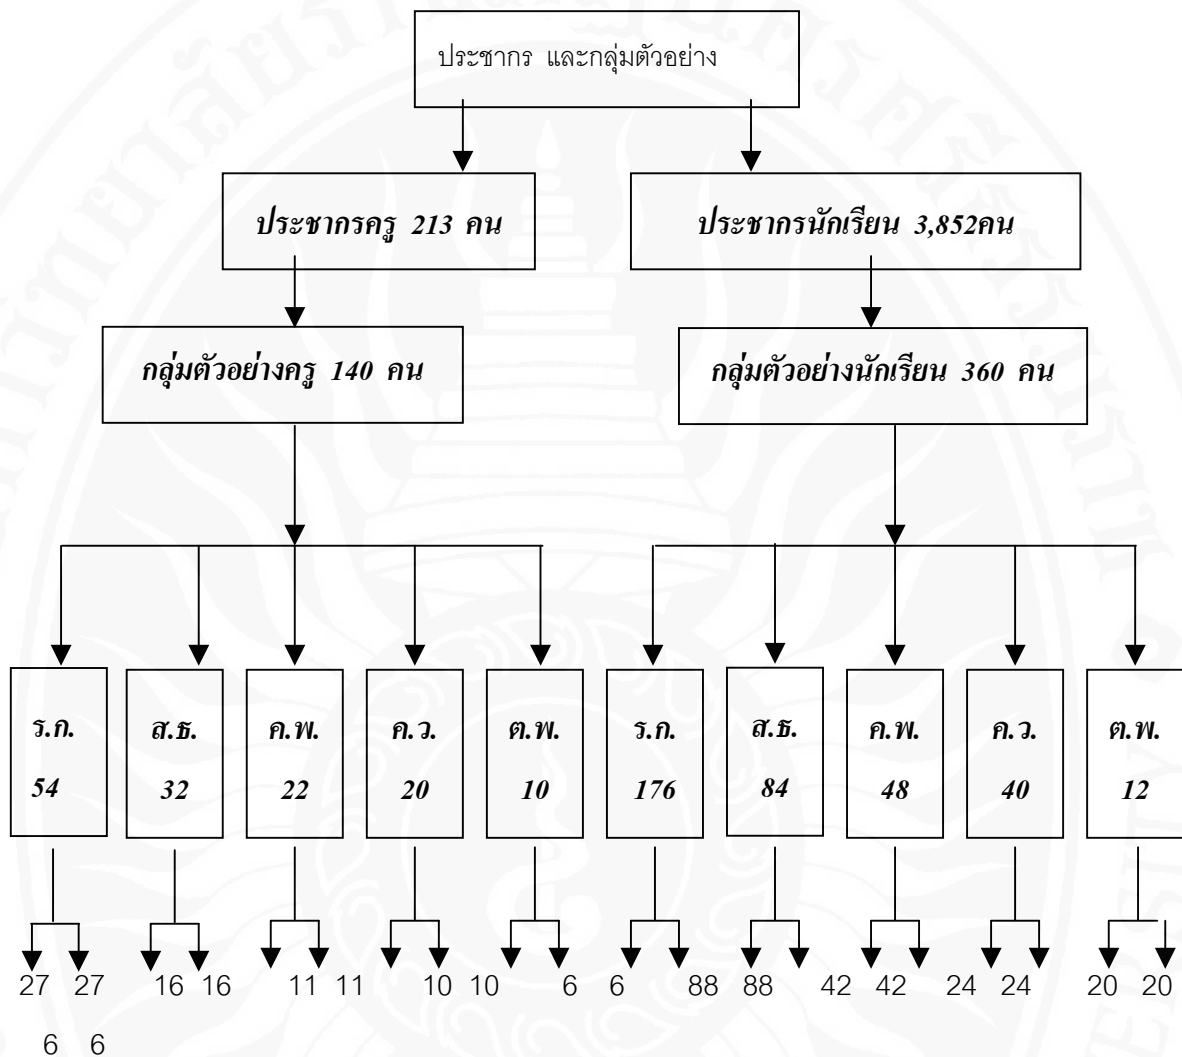 ประชากร และกลุ่มตัวอย่าง
ประชากรครู 213 คน
ประชากรนักเรียน 3,852คน
กลุ่มตัวอย่างครู 140 คน
กลุ่มตัวอย่างนักเรียน 360 คน
ร.ก.
54
ส.ธ.
32
ค.พ.
22
ค.ว.
20
ต.พ.
10
ร.ก.
176
ส.ธ.
84
ค.พ.
48
ค.ว.
40
ต.พ.
12
27 27 16 16 11 11 10 10 6 6 88 88 42 42 24 24 20 20
6 6